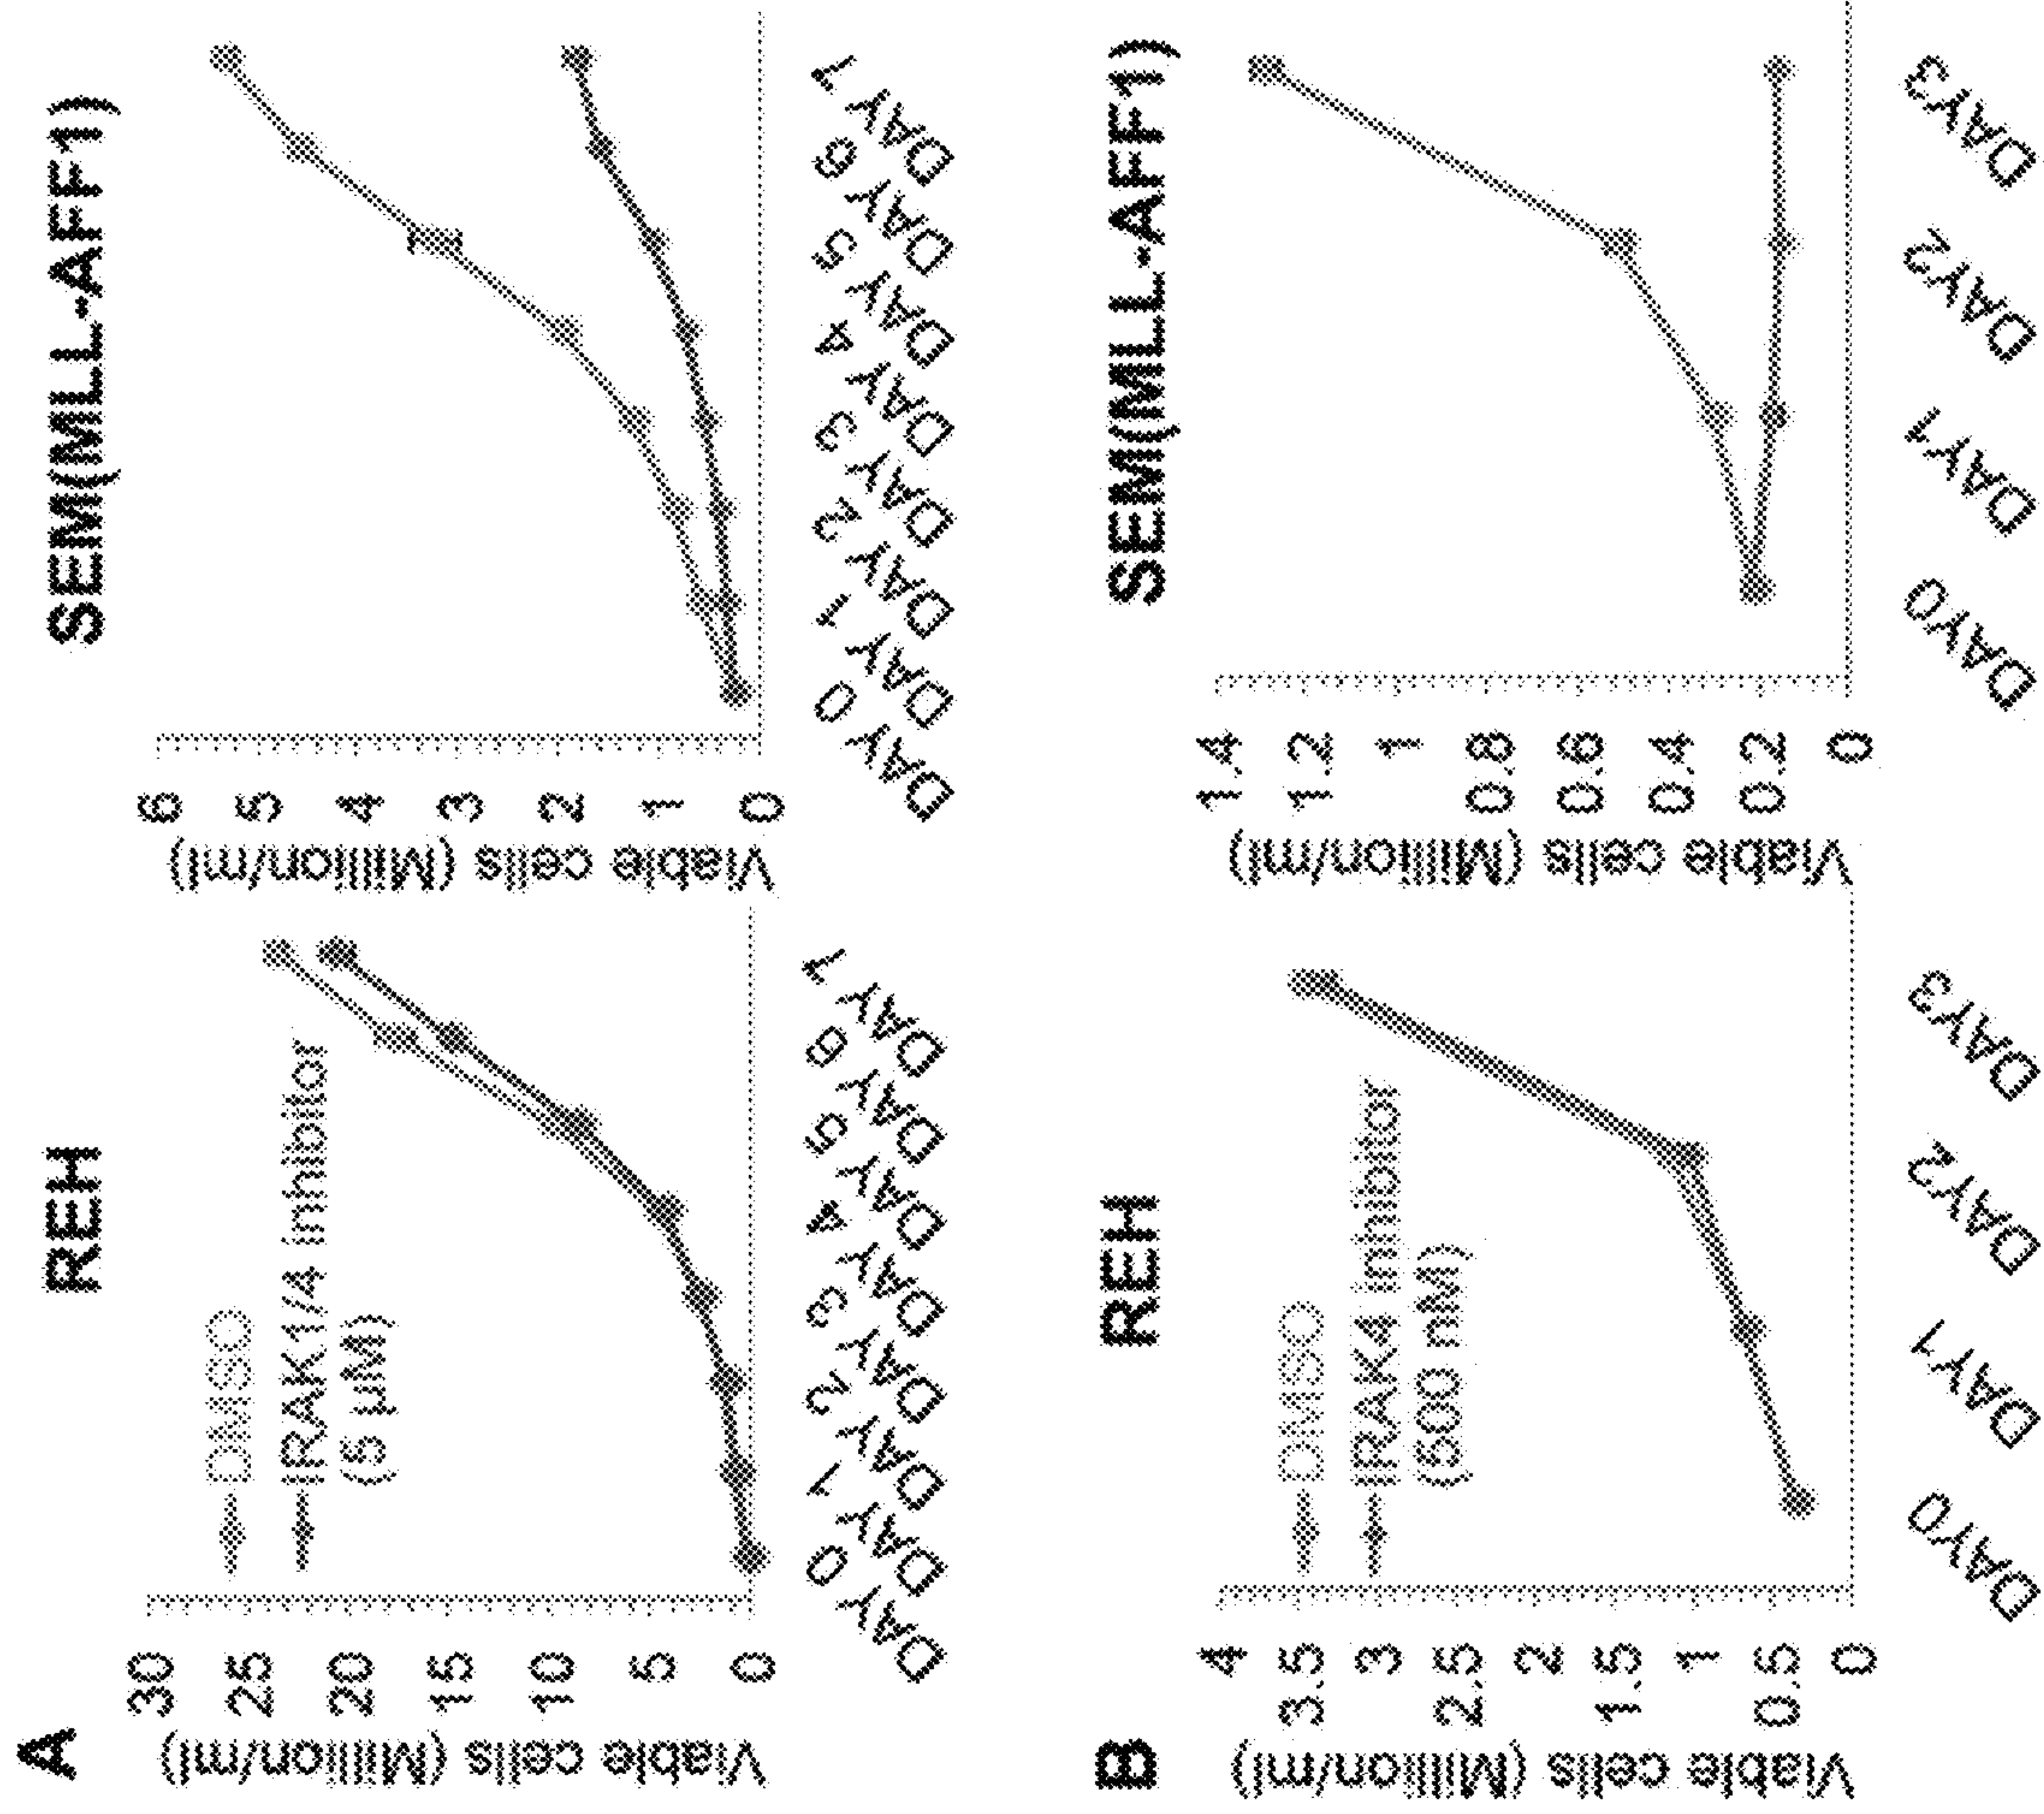 A
REH
Viable cells (Million/ml)
30
25
20
15
10
5
0
DMSO
IRAK1/4 inhibitor
(5 µM)
DAY 0
DAY 1
DAY 2
DAY 3
DAY 4
DAY 5
DAY 6
DAY 7
SEM(MLL-AFF1)
Viable cells (Million/ml)
6
5
4
3
2
1
0
DAY 0
DAY 1
DAY 2
DAY 3
DAY 4
DAY 5
DAY 6
DAY 7
B
REH
Viable cells (Million/ml)
4
3.5
3
2.5
2
1.5
1
0.5
0
DMSO
IRAK4 inhibitor
(500 nM)
DAY0
DAY1
DAY2
DAY3
SEM(MLL-AFF1)
Viable cells (Million/ml)
1.4
1.2
1
0.8
0.6
0.4
0.2
0
DAY0
DAY1
DAY2
DAY3